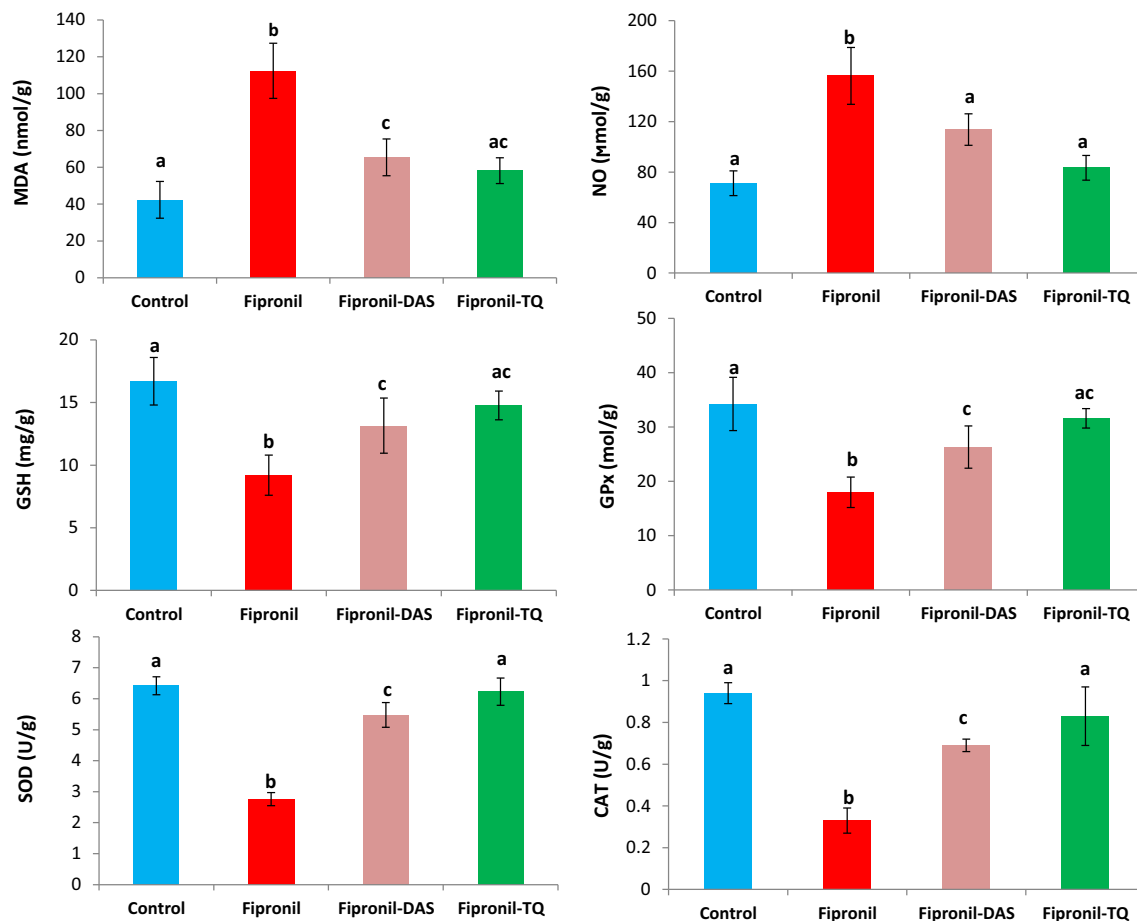 MDA (nmol/g)
140
120
100
80
60
40
20
0
a
b
c
ac
Control Fipronil Fipronil-DAS Fipronil-TQ
NO (мmol/g)
200
160
120
80
40
0
a
b
a
a
Control Fipronil Fipronil-DAS Fipronil-TQ
GSH (mg/g)
20
15
10
5
0
a
b
c
ac
Control Fipronil Fipronil-DAS Fipronil-TQ
GPx (mol/g)
50
40
30
20
10
0
a
b
c
ac
Control Fipronil Fipronil-DAS Fipronil-TQ
SOD (U/g)
8
7
6
5
4
3
2
1
0
a
b
c
a
Control Fipronil Fipronil-DAS Fipronil-TQ
CAT (U/g)
1.2
1
0.8
0.6
0.4
0.2
0
a
b
c
a
Control Fipronil Fipronil-DAS Fipronil-TQ